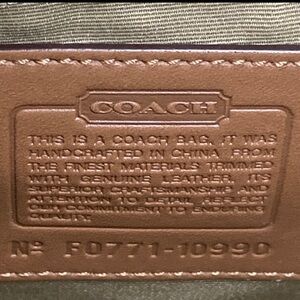 COACH
THIS IS A COACH BAG. IT WAS
HANDCRAFTED IN CHINA FROM
THE FINEST MATERIALS TRIMMED
WITH GENUINE LEATHER. ITS
SUPERIOR CRAFTSMANSHIP AND
ATTENTION TO DETAIL REFLECT
COMMITMENT TO ENDURING
QUALITY.
Nº F0771-10990